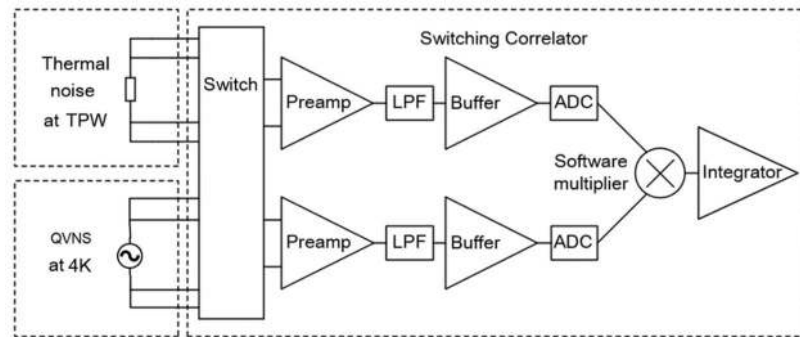 Switching Correlator
Thermal
noise
at TPW
Switch
Preamp
LPF
Buffer
ADC
Software
multiplier
Integrator
QVNS
at 4K
Preamp
LPF
Buffer
ADC